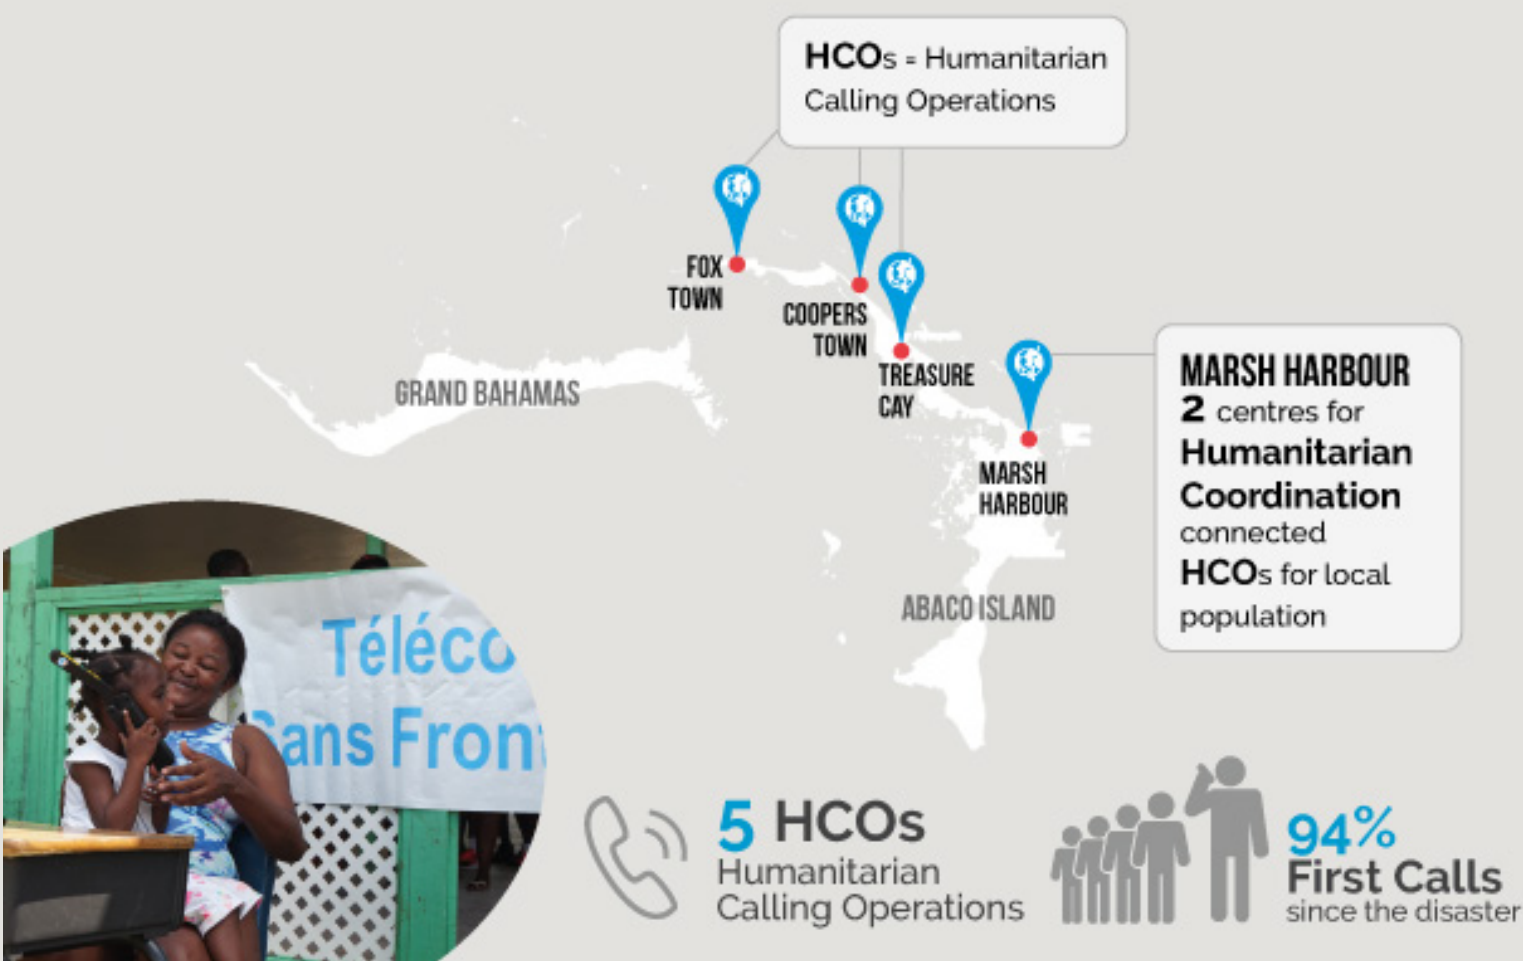 HCOs = Humanitarian
Calling Operations
FOX
TOWN
COOPERS
TOWN
TREASURE
CAY
GRAND BAHAMAS
MARSH
HARBOUR
ABACO ISLAND
MARSH HARBOUR
2 centres for
Humanitarian
Coordination
connected
HCOs for local
population
Téléco
Sans Front
5 HCOs
Humanitarian
Calling Operations
94%
First Calls
since the disaster